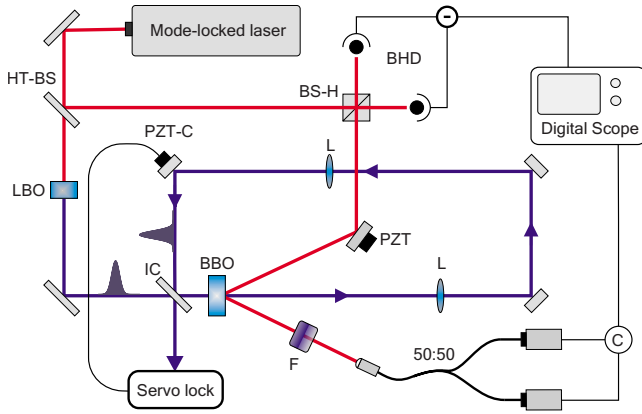 Mode-locked laser
BHD
HT-BS
BS-H
Digital Scope
PZT-C
L
LBO
PZT
IC
BBO
L
F
50:50
C
Servo lock